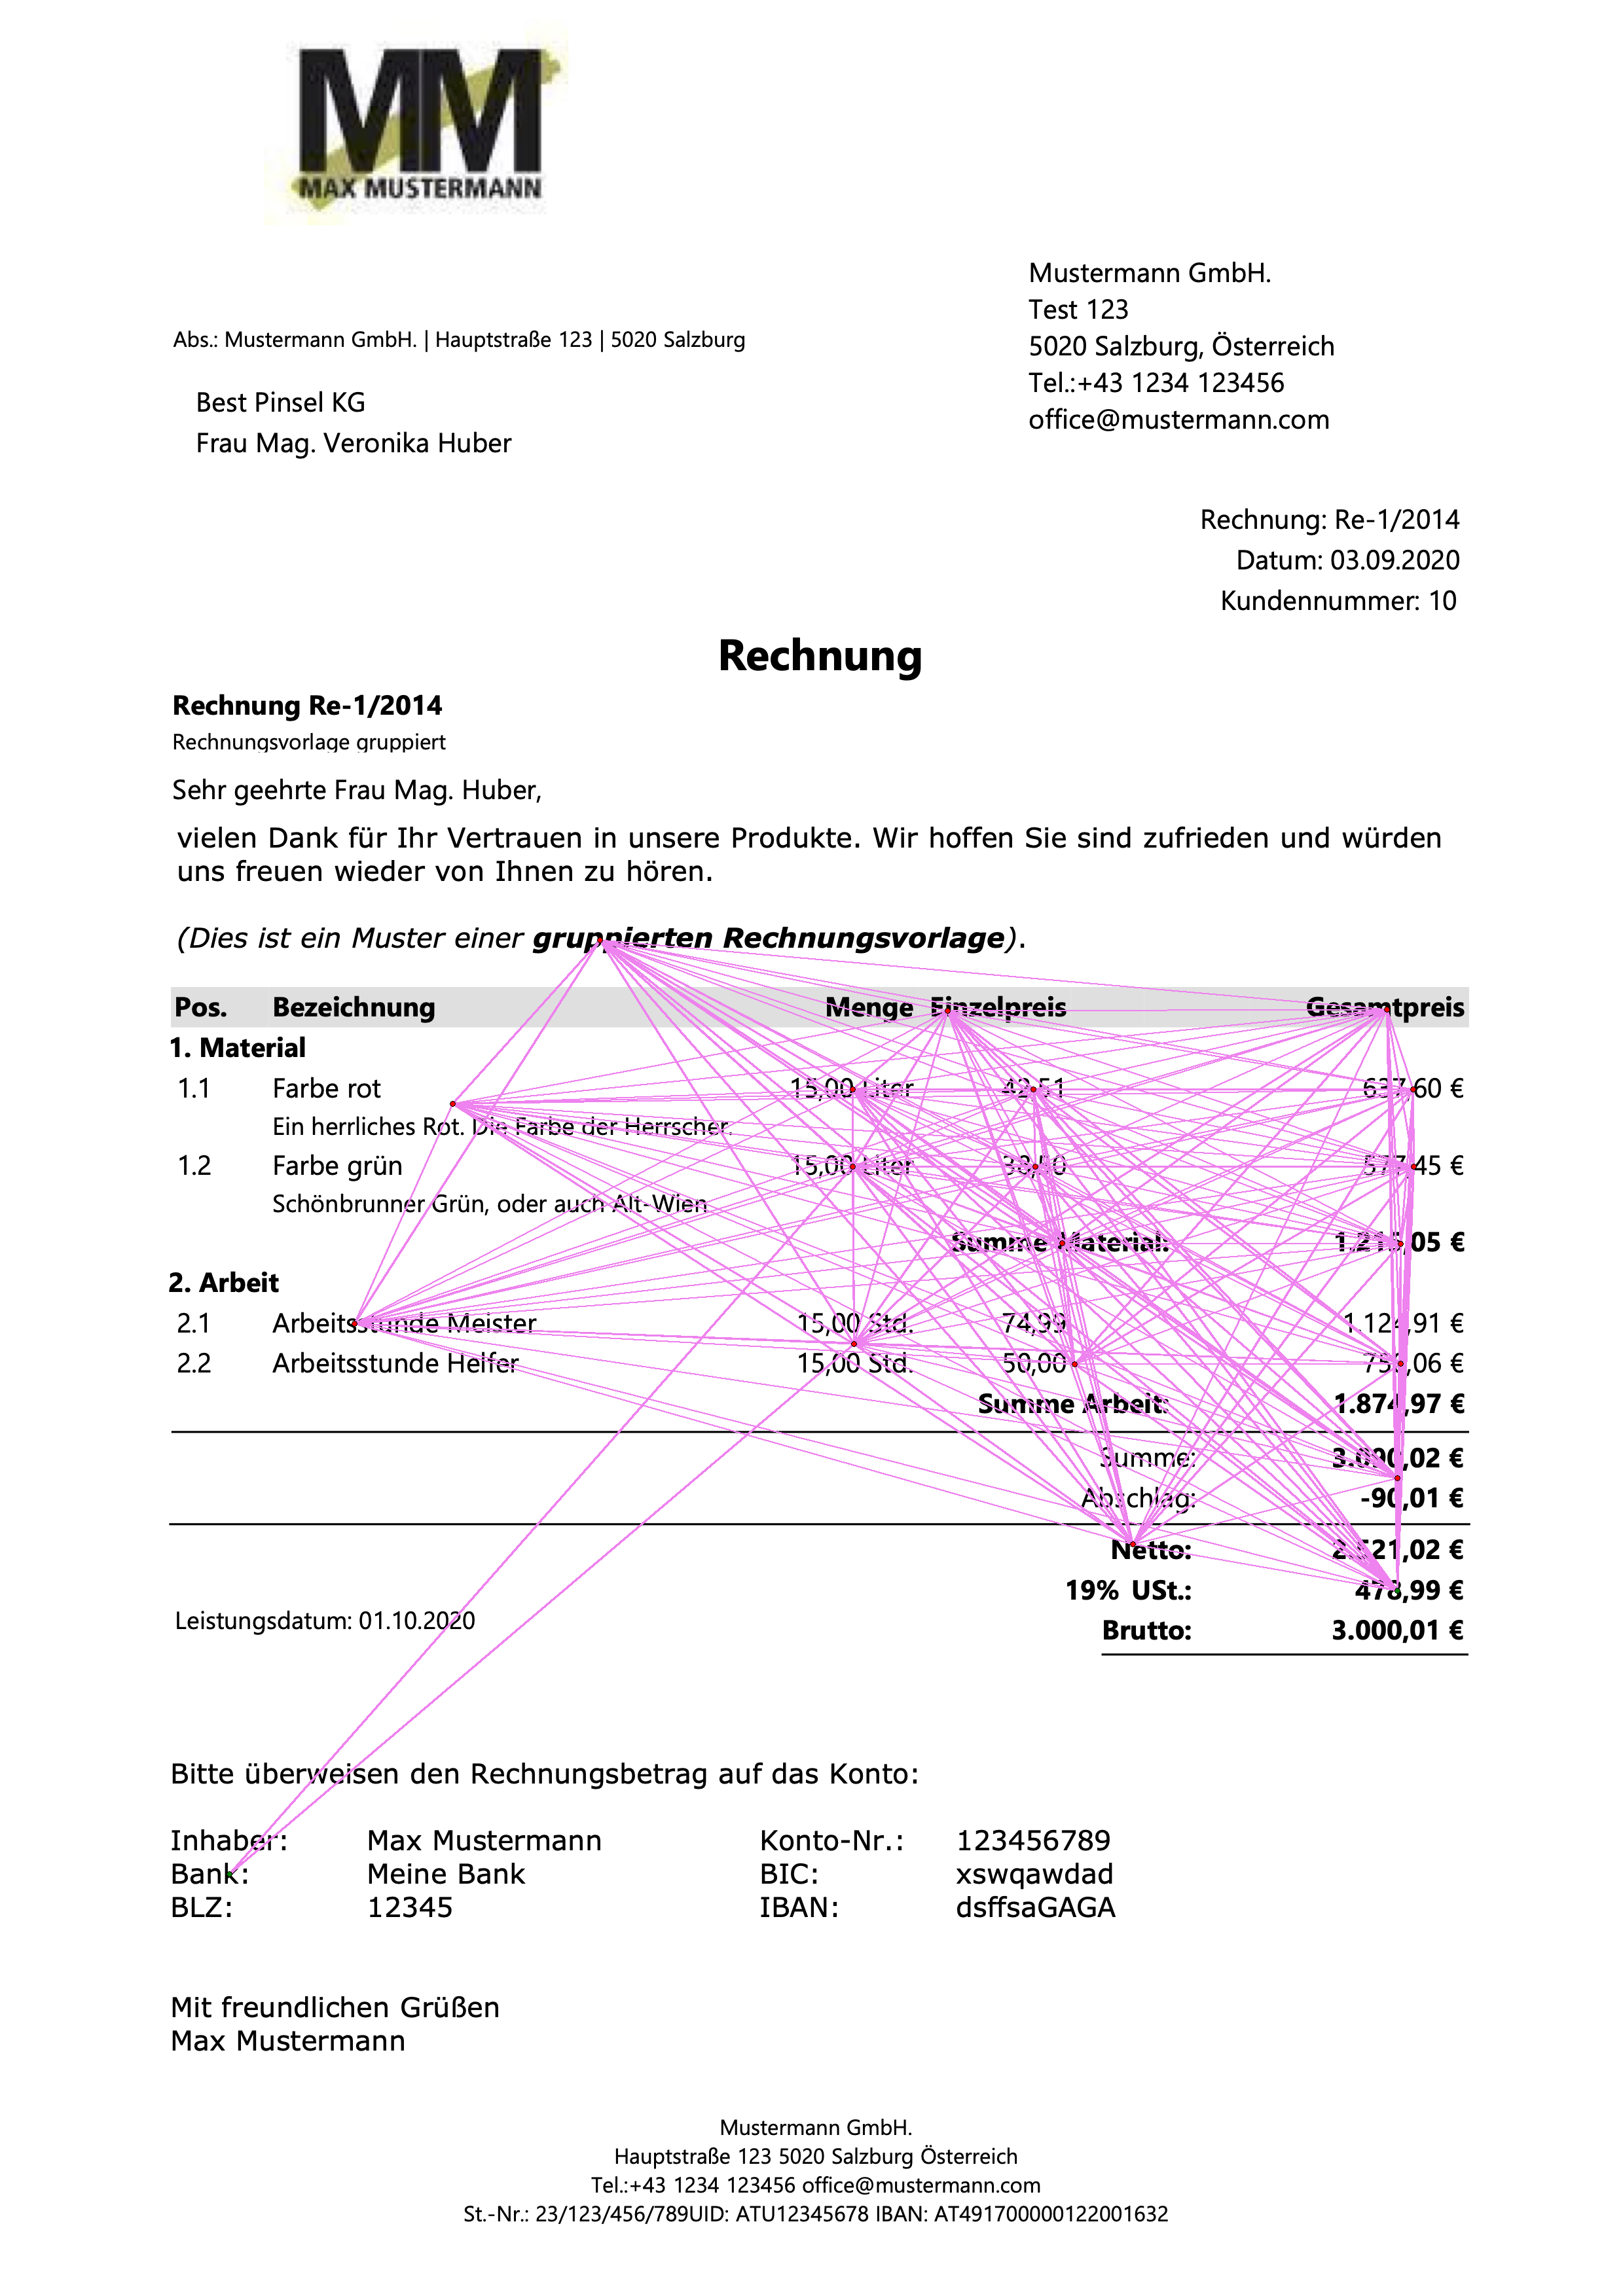 MM
MAX MUSTERMANN
Mustermann GmbH.
Test 123
5020 Salzburg, Österreich
Tel.:+43 1234 123456
office@mustermann.com
Abs.: Mustermann GmbH. | Hauptstraße 123 | 5020 Salzburg
Best Pinsel KG
Frau Mag. Veronika Huber
Rechnung: Re-1/2014
Datum: 03.09.2020
Kundennummer: 10
Rechnung
Rechnung Re-1/2014
Rechnungsvorlage gruppiert
Sehr geehrte Frau Mag. Huber,
vielen Dank für Ihr Vertrauen in unsere Produkte. Wir hoffen Sie sind zufrieden und würden
uns freuen wieder von Ihnen zu hören.
(Dies ist ein Muster einer gruppierten Rechnungsvorlage).
Pos. Bezeichnung Menge Einzelpreis Gesamtpreis
1. Material
1.1 Farbe rot 15,00 Liter 42,51 637,60 €
Ein herrliches Rot. Die Farbe der Herrscher.
1.2 Farbe grün 15,00 Liter 38,50 577,45 €
Schönbrunner Grün, oder auch Alt-Wien
Summe Material: 1.215,05 €
2. Arbeit
2.1 Arbeitsstunde Meister 15,00 Std. 74,99 1.124,91 €
2.2 Arbeitsstunde Helfer 15,00 Std. 50,00 750,06 €
Summe Arbeit: 1.874,97 €
Summe: 3.090,02 €
Abschlag: -90,01 €
Netto: 2.521,02 €
19% USt.: 478,99 €
Leistungsdatum: 01.10.2020
Brutto: 3.000,01 €
Bitte überweisen den Rechnungsbetrag auf das Konto:
Inhaber: Max Mustermann Konto-Nr.: 123456789
Bank: Meine Bank BIC: xswqawdad
BLZ: 12345 IBAN: dsffsaGAGA
Mit freundlichen Grüßen
Max Mustermann
Mustermann GmbH.
Hauptstraße 123 5020 Salzburg Österreich
Tel.:+43 1234 123456 office@mustermann.com
St.-Nr.: 23/123/456/789UID: ATU12345678 IBAN: AT491700000122001632